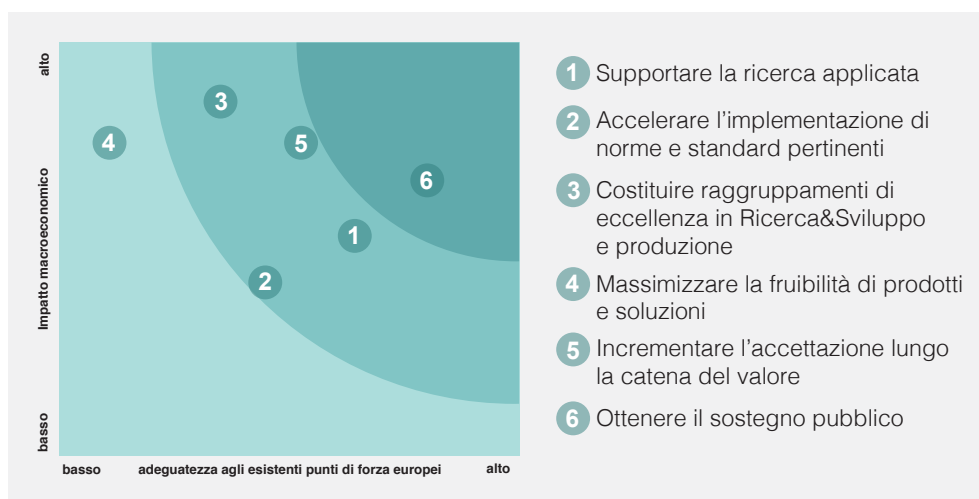 alto
Impatto macroeconomico
basso
3
4
5
6
1
2
basso adeguatezza agli esistenti punti di forza europei alto
1 Supportare la ricerca applicata
2 Accelerare l’implementazione di
norme e standard pertinenti
3 Costituire raggruppamenti di
eccellenza in Ricerca&Sviluppo
e produzione
4 Massimizzare la fruibilità di prodotti
e soluzioni
5 Incrementare l’accettazione lungo
la catena del valore
6 Ottenere il sostegno pubblico